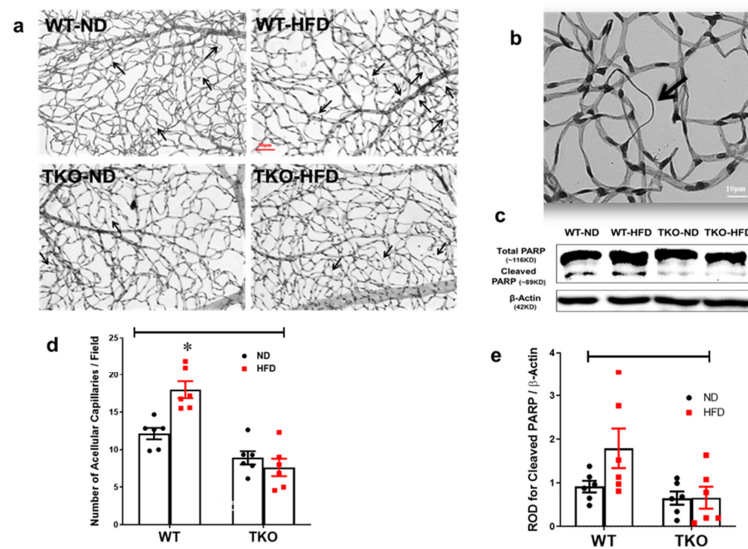 a
WT-ND
WT-HFD
TKO-ND
TKO-HFD
b
10µm
c
WT-ND WT-HFD TKO-ND TKO-HFD
Total PARP
(~116KD)
Cleaved
PARP (~89KD)
β-Actin
(42KD)
d
Number of Acellular Capillaries / Field
25
20
15
10
5
0
*
ND
HFD
WT TKO
e
ROD for Cleaved PARP / β-Actin
4
3
2
1
0
ND
HFD
WT TKO